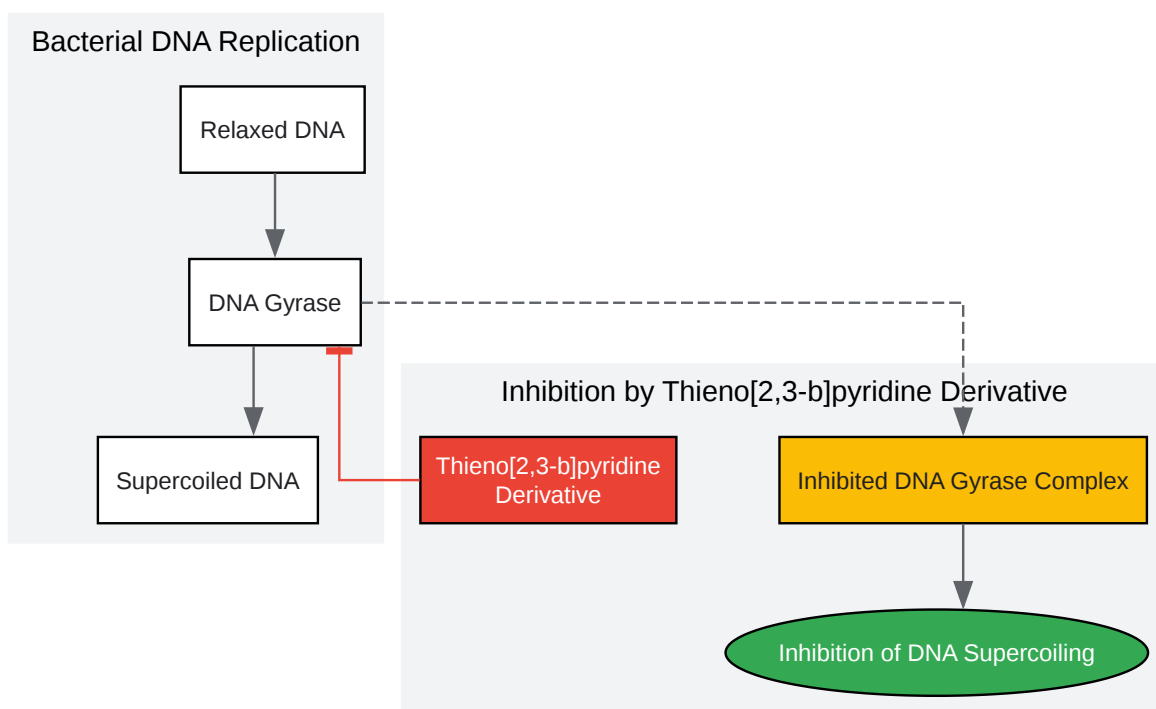 Bacterial DNA Replication
Relaxed DNA
DNA Gyrase
Supercoiled DNA
Inhibition by Thieno[2,3-b]pyridine Derivative
Thieno[2,3-b]pyridine
Derivative
Inhibited DNA Gyrase Complex
Inhibition of DNA Supercoiling